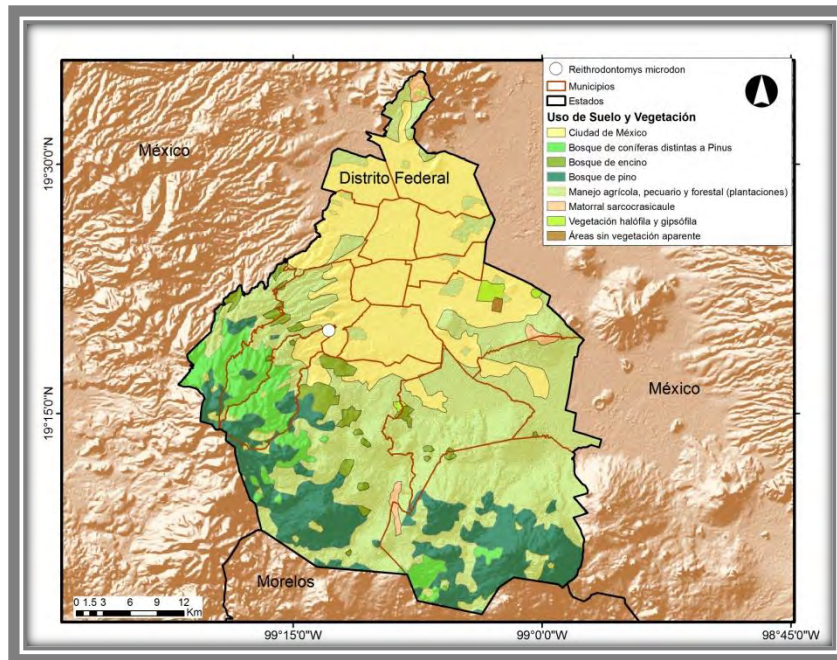 Reithrodontomys microdon
Municipios
Estados
Uso de Suelo y Vegetación
Ciudad de México
Bosque de coníferas distintas a Pinus
Bosque de encino
Bosque de pino
Manejo agrícola, pecuario y forestal (plantaciones)
Matorral sarcocrasicaule
Vegetación halófila y gipsófila
Áreas sin vegetación aparente
México
Distrito Federal
México
Morelos
19°30'0"N
19°15'0"N
0 1.5 3 6 9 12
Km
99°15'0"W
99°0'0"W
98°45'0"W